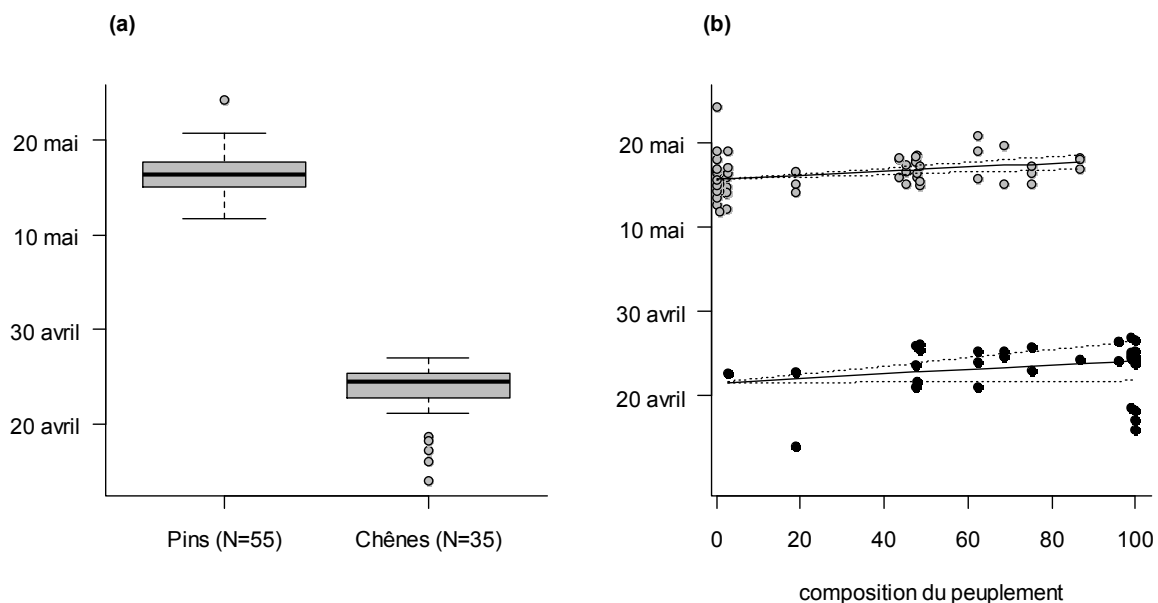 (a)
20 mai
10 mai
30 avril
20 avril
Pins (N=55)
Chênes (N=35)
(b)
20 mai
10 mai
30 avril
20 avril
0 20 40 60 80 100
composition du peuplement